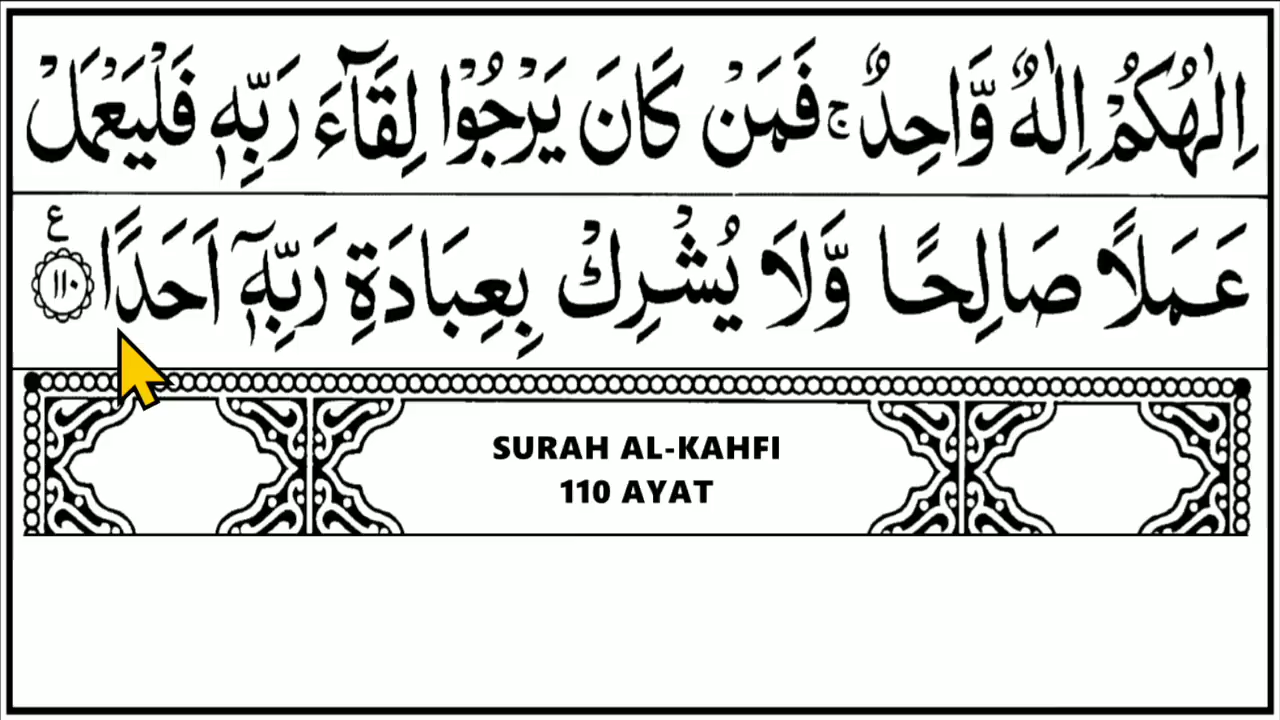 اِلٰهُكُمْ اِلٰهٌ وَّاحِدٌ ۚ فَمَنْ كَانَ يَرْجُوْا لِقَآءَ رَبِّهٖ فَلْيَعْمَلْ
عَمَلًا صَالِحًا وَّلَا يُشْرِكْ بِعِبَادَةِ رَبِّهٖٓ اَحَدًا ع ١١٠
SURAH AL-KAHFI
110 AYAT